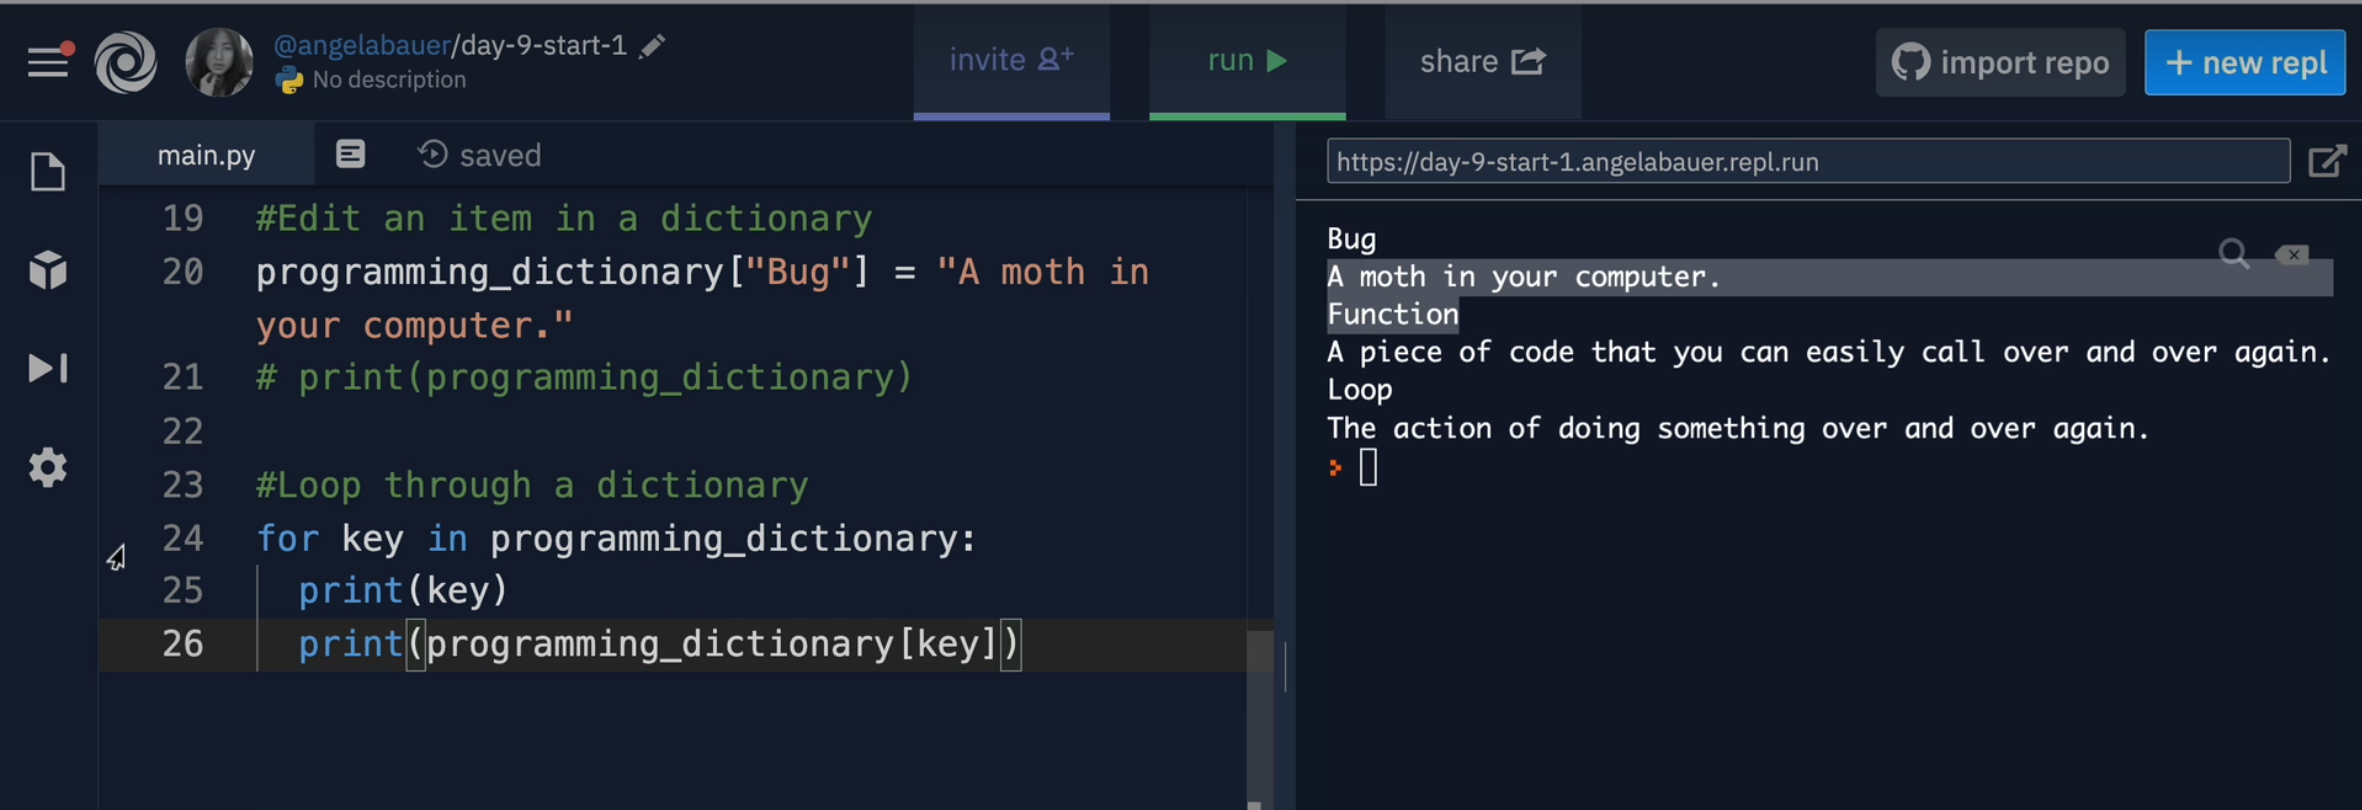 @angelabauer/day-9-start-1
No description
invite
run
share
import repo
+ new repl
main.py
saved
https://day-9-start-1.angelabauer.repl.run
19 #Edit an item in a dictionary
20 programming_dictionary["Bug"] = "A moth in
your computer."
21 # print(programming_dictionary)
22
23 #Loop through a dictionary
24 for key in programming_dictionary:
25 print(key)
26 print(programming_dictionary[key])
Bug
A moth in your computer.
Function
A piece of code that you can easily call over and over again.
Loop
The action of doing something over and over again.